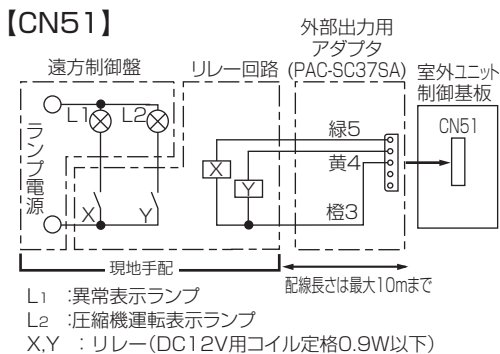 【CN51】
外部出力用
アダプタ
(PAC-SC37SA)
遠方制御盤
リレー回路
室外ユニット
制御基板
L1
L2
CN51
緑5
黄4
橙3
X
Y
X
Y
ランプ電源
現地手配
配線長さは最大10mまで
L1 :異常表示ランプ
L2 :圧縮機運転表示ランプ
X,Y :リレー(DC12V用コイル定格0.9W以下)